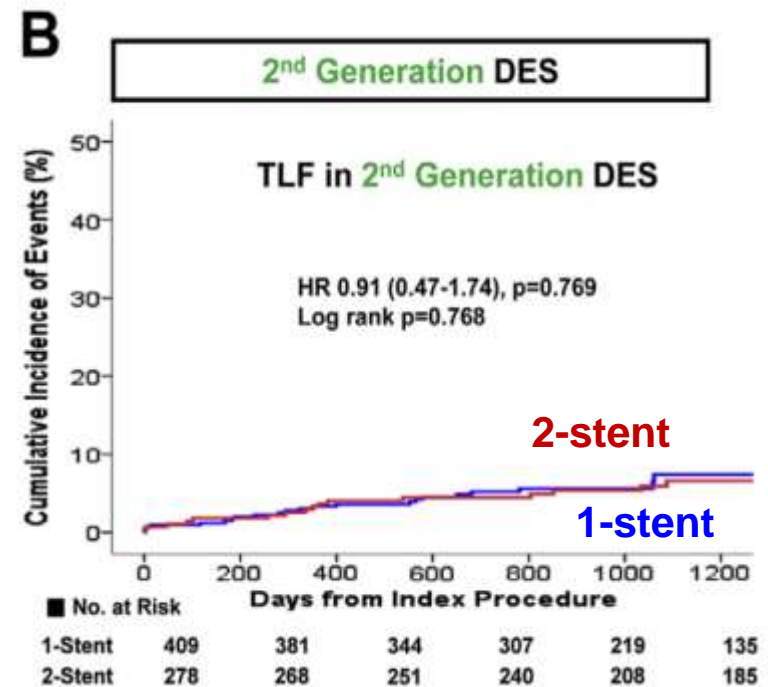 B
2nd Generation DES
TLF in 2nd Generation DES
Cumulative Incidence of Events (%)
50
40
30
20
10
0
HR 0.91 (0.47-1.74), p=0.769
Log rank p=0.768
2-stent
1-stent
0 200 400 600 800 1000 1200
Days from Index Procedure
No. at Risk
1-Stent 409 381 344 307 219 135
2-Stent 278 268 251 240 208 185